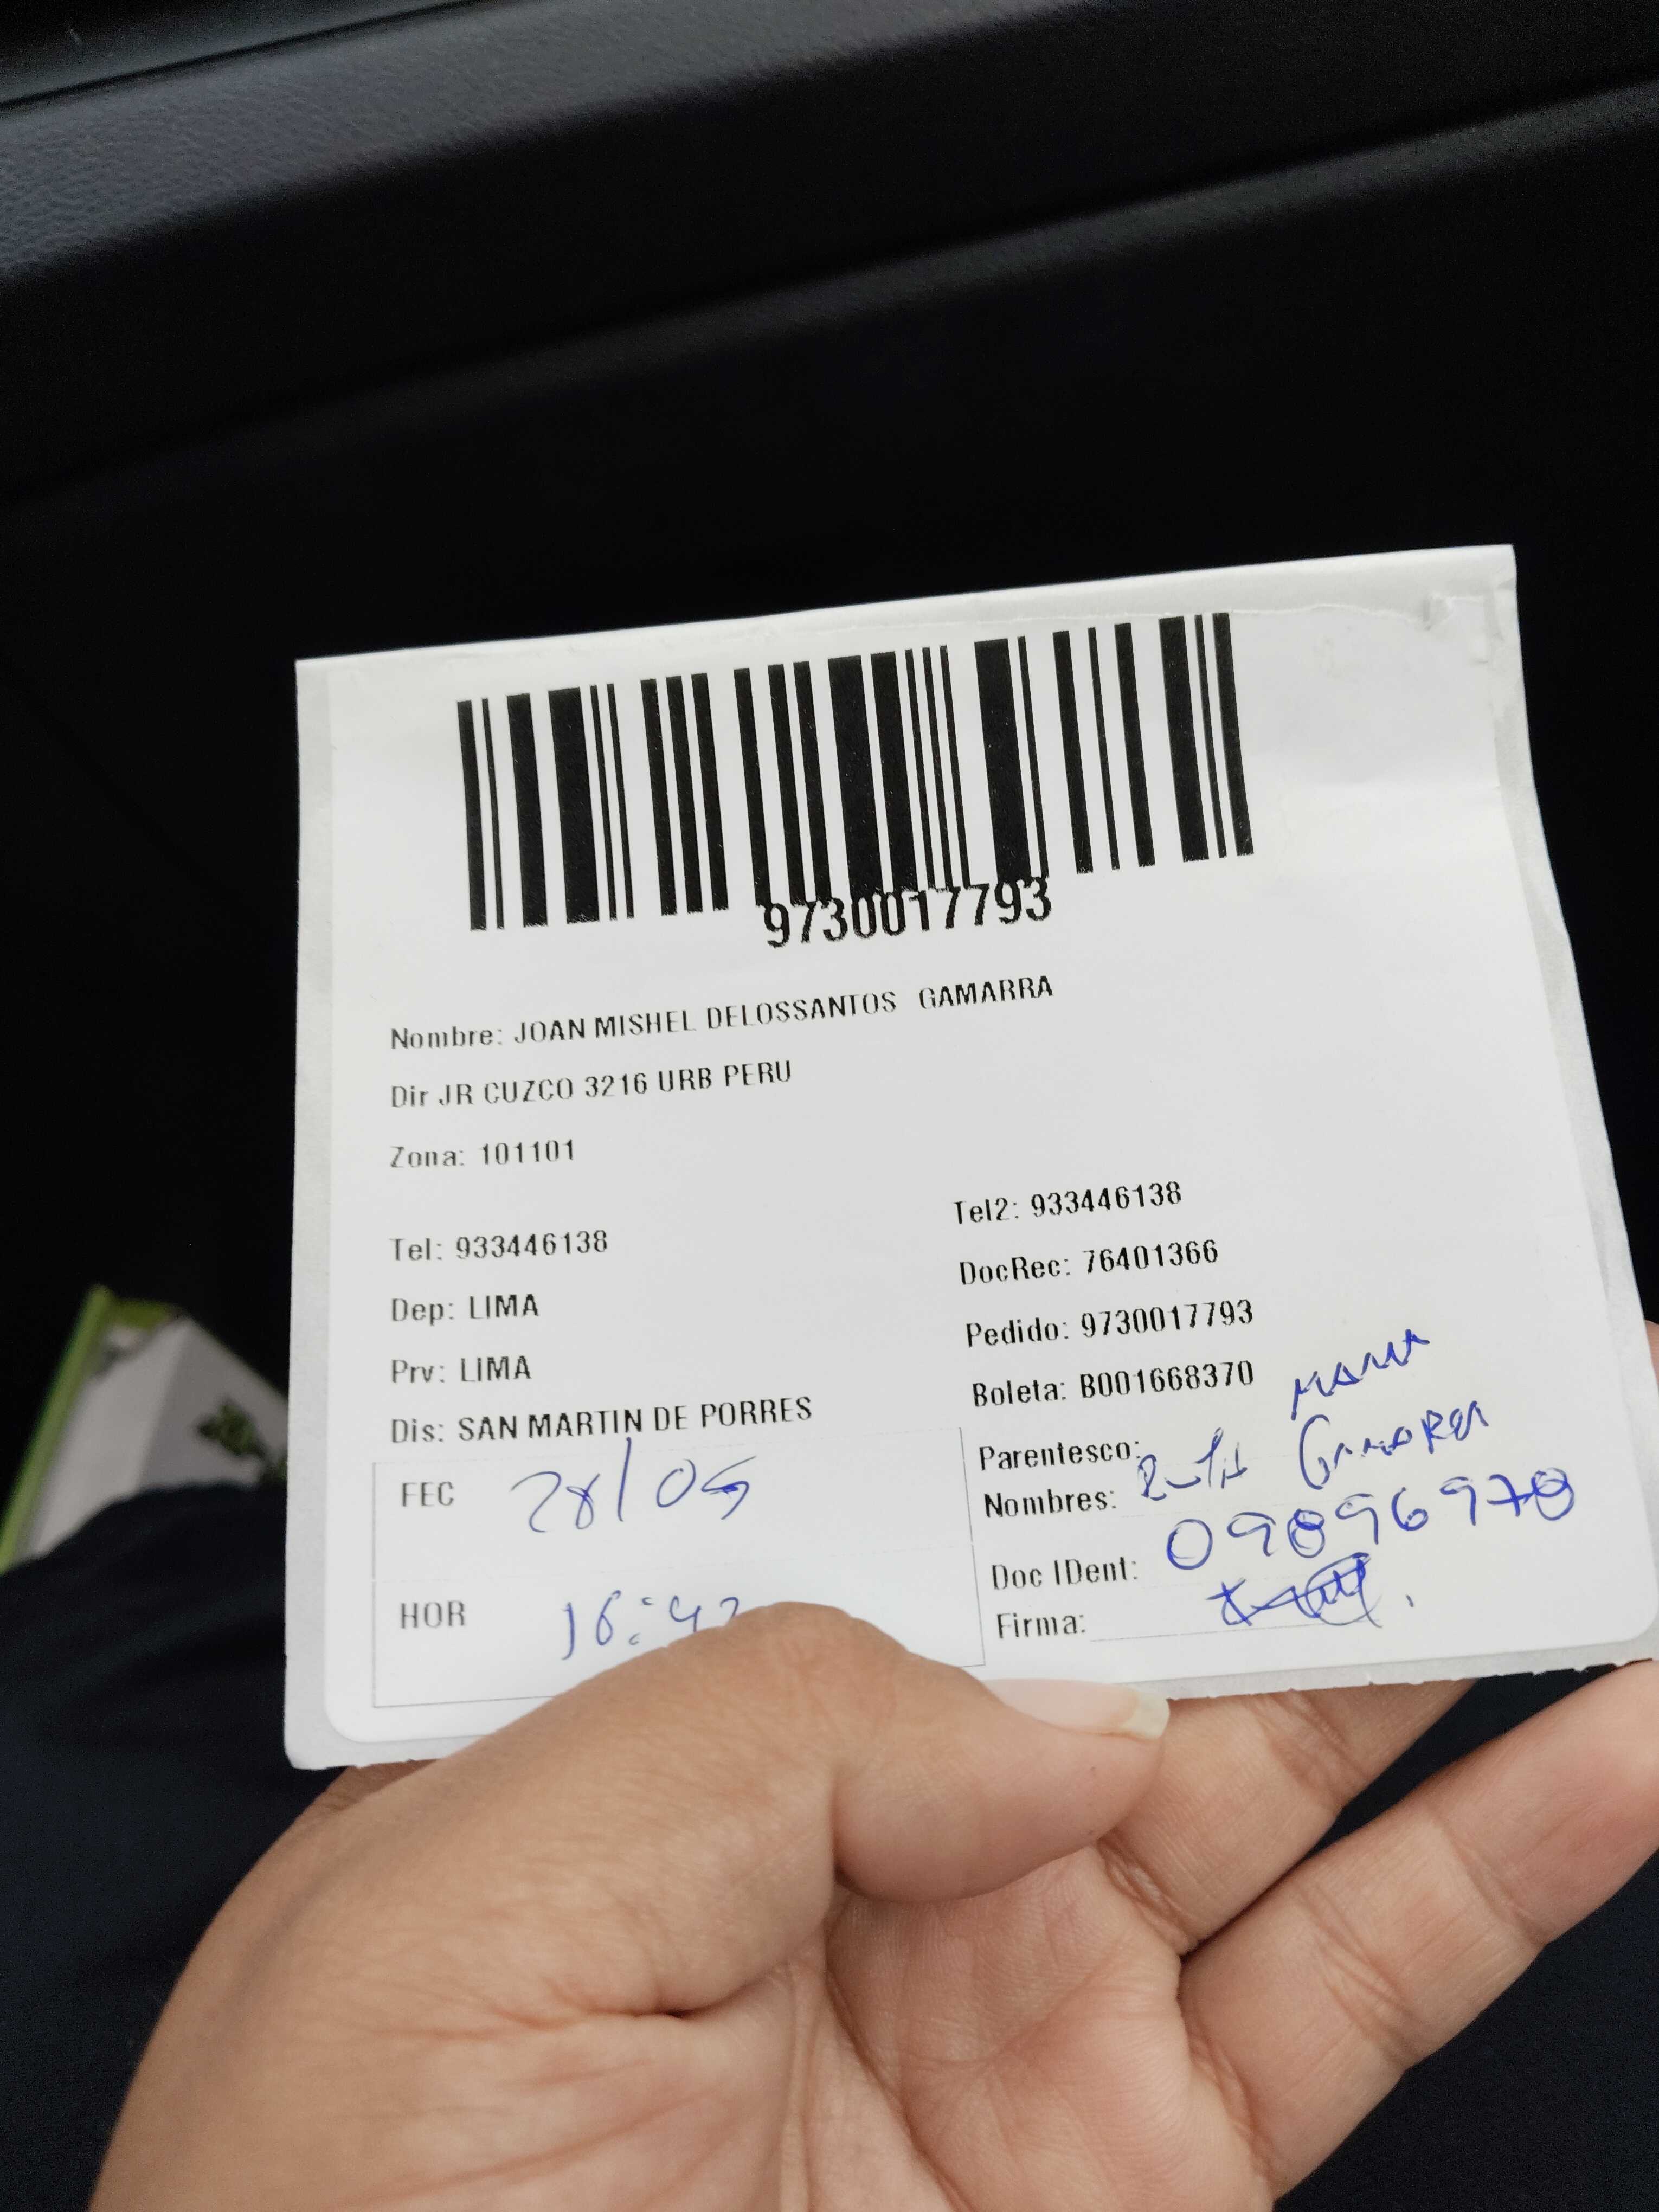 9730017793
Nombre: JOAN MISHEL DELOSSANTOS GAMARRA
Dir JR CUZCO 3216 URB PERU
Zona: 101101
Tel: 933446138
Tel2: 933446138
Dep: LIMA
DocRec: 76401366
Prv: LIMA
Pedido: 9730017793
Dis: SAN MARTIN DE PORRES
Boleta: B001668370
FEC 28/05
Parentesco:
Nombres: Gamarra
Doc IDent: 09896970
HOR 16:42
Firma: